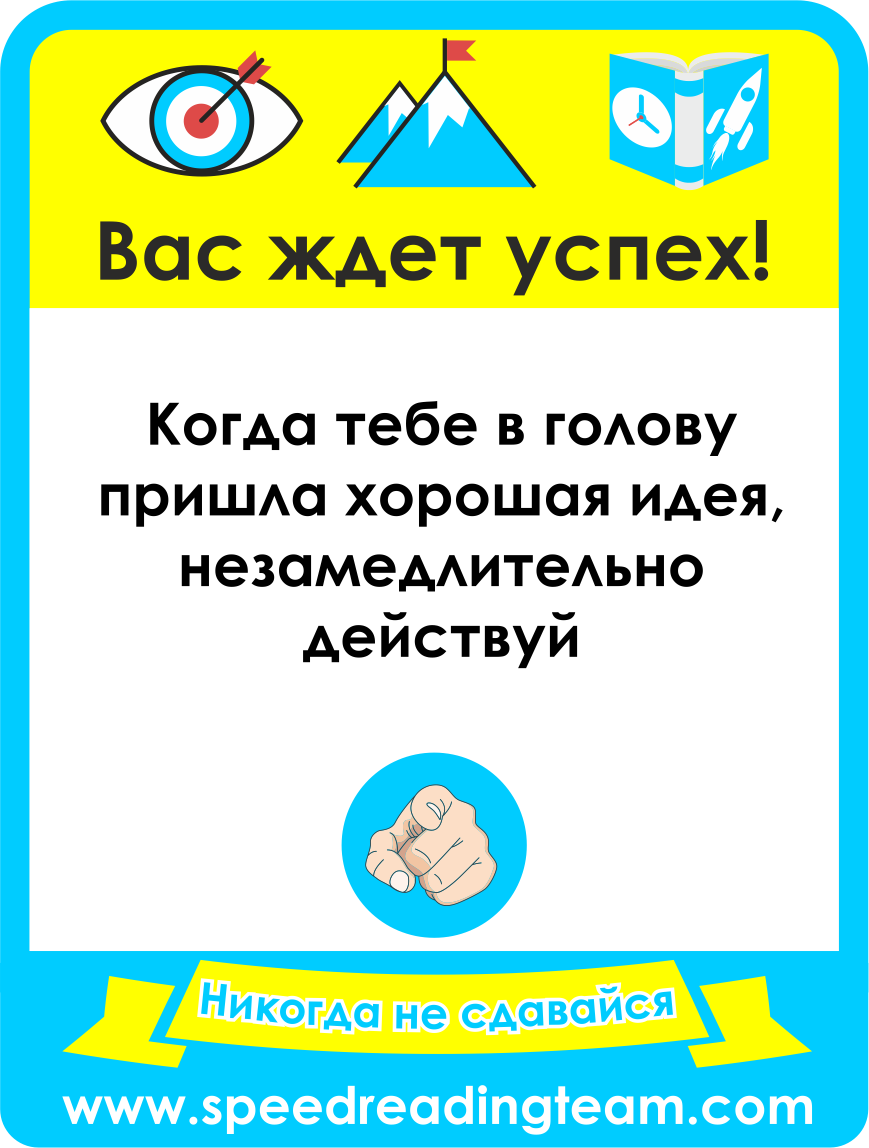 Вас ждет успех!
Когда тебе в голову
пришла хорошая идея,
незамедлительно
действуй
Никогда не сдавайся
www.speedreadingteam.com